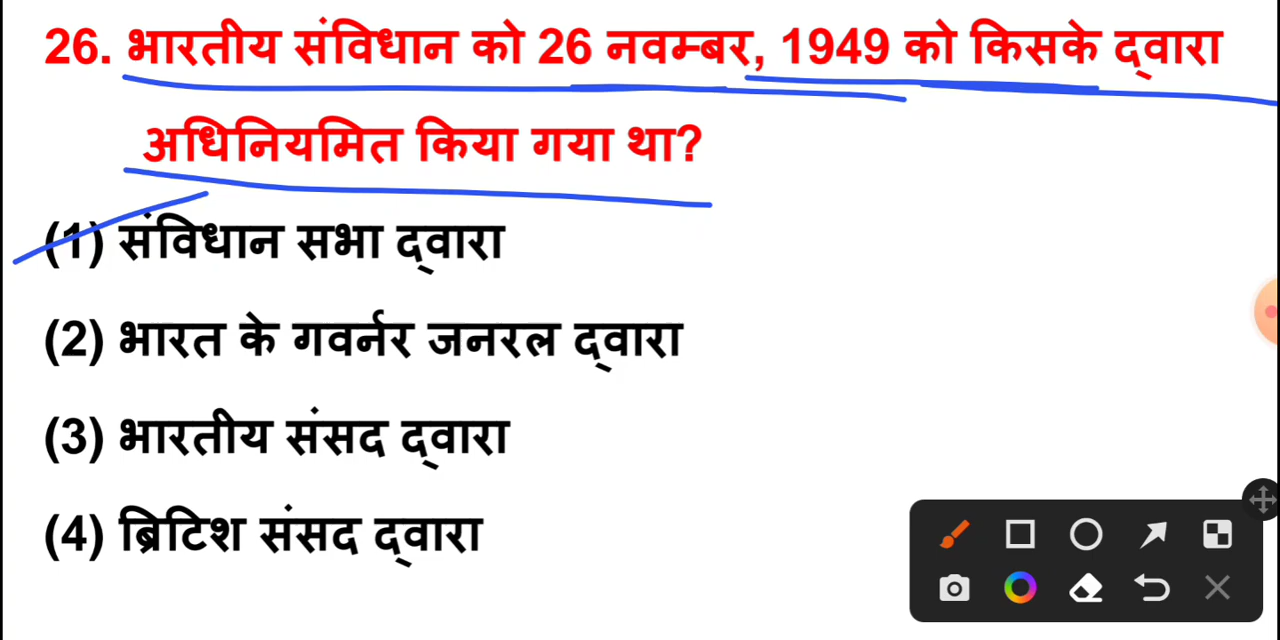 26. भारतीय संविधान को 26 नवम्बर, 1949 को किसके द्वारा
अधिनियमित किया गया था?
(1) संविधान सभा द्वारा
(2) भारत के गवर्नर जनरल द्वारा
(3) भारतीय संसद द्वारा
(4) ब्रिटिश संसद द्वारा